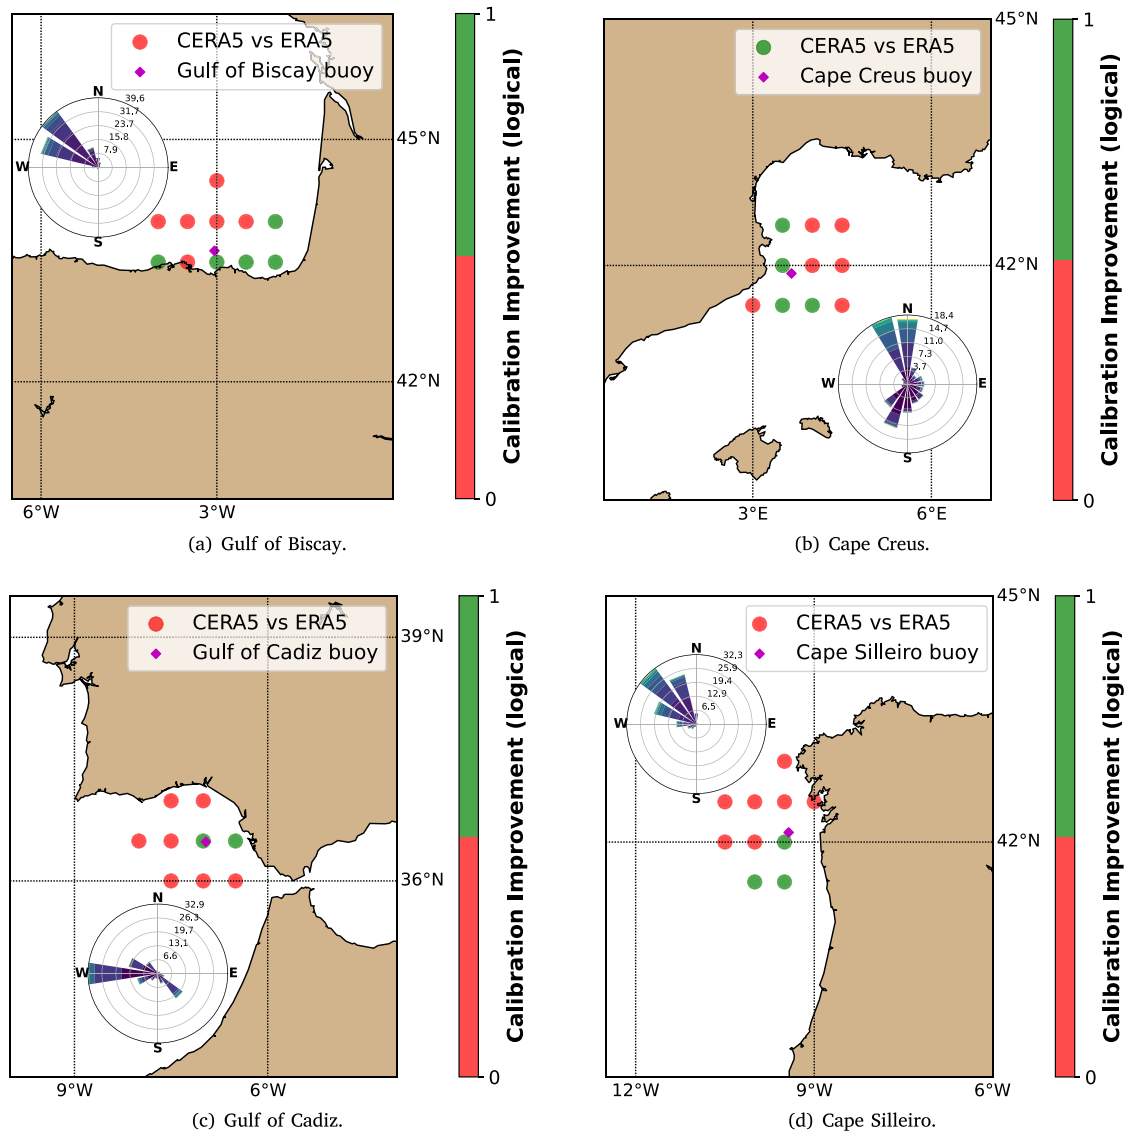 CERA5 vs ERA5
Gulf of Biscay buoy
N
39.6
31.7
23.7
15.8
7.9
W
E
S
45°N
42°N
6°W
3°W
1
0
Calibration Improvement (logical)
(a) Gulf of Biscay.
CERA5 vs ERA5
Cape Creus buoy
45°N
42°N
N
18.4
14.7
11.0
7.3
3.7
W
E
S
3°E
6°E
1
0
Calibration Improvement (logical)
(b) Cape Creus.
CERA5 vs ERA5
Gulf of Cadiz buoy
39°N
36°N
N
32.9
26.3
19.7
13.1
6.6
W
E
S
9°W
6°W
1
0
Calibration Improvement (logical)
(c) Gulf of Cadiz.
CERA5 vs ERA5
Cape Silleiro buoy
45°N
42°N
N
32.3
25.9
19.4
12.9
6.5
W
E
S
12°W
9°W
6°W
1
0
Calibration Improvement (logical)
(d) Cape Silleiro.